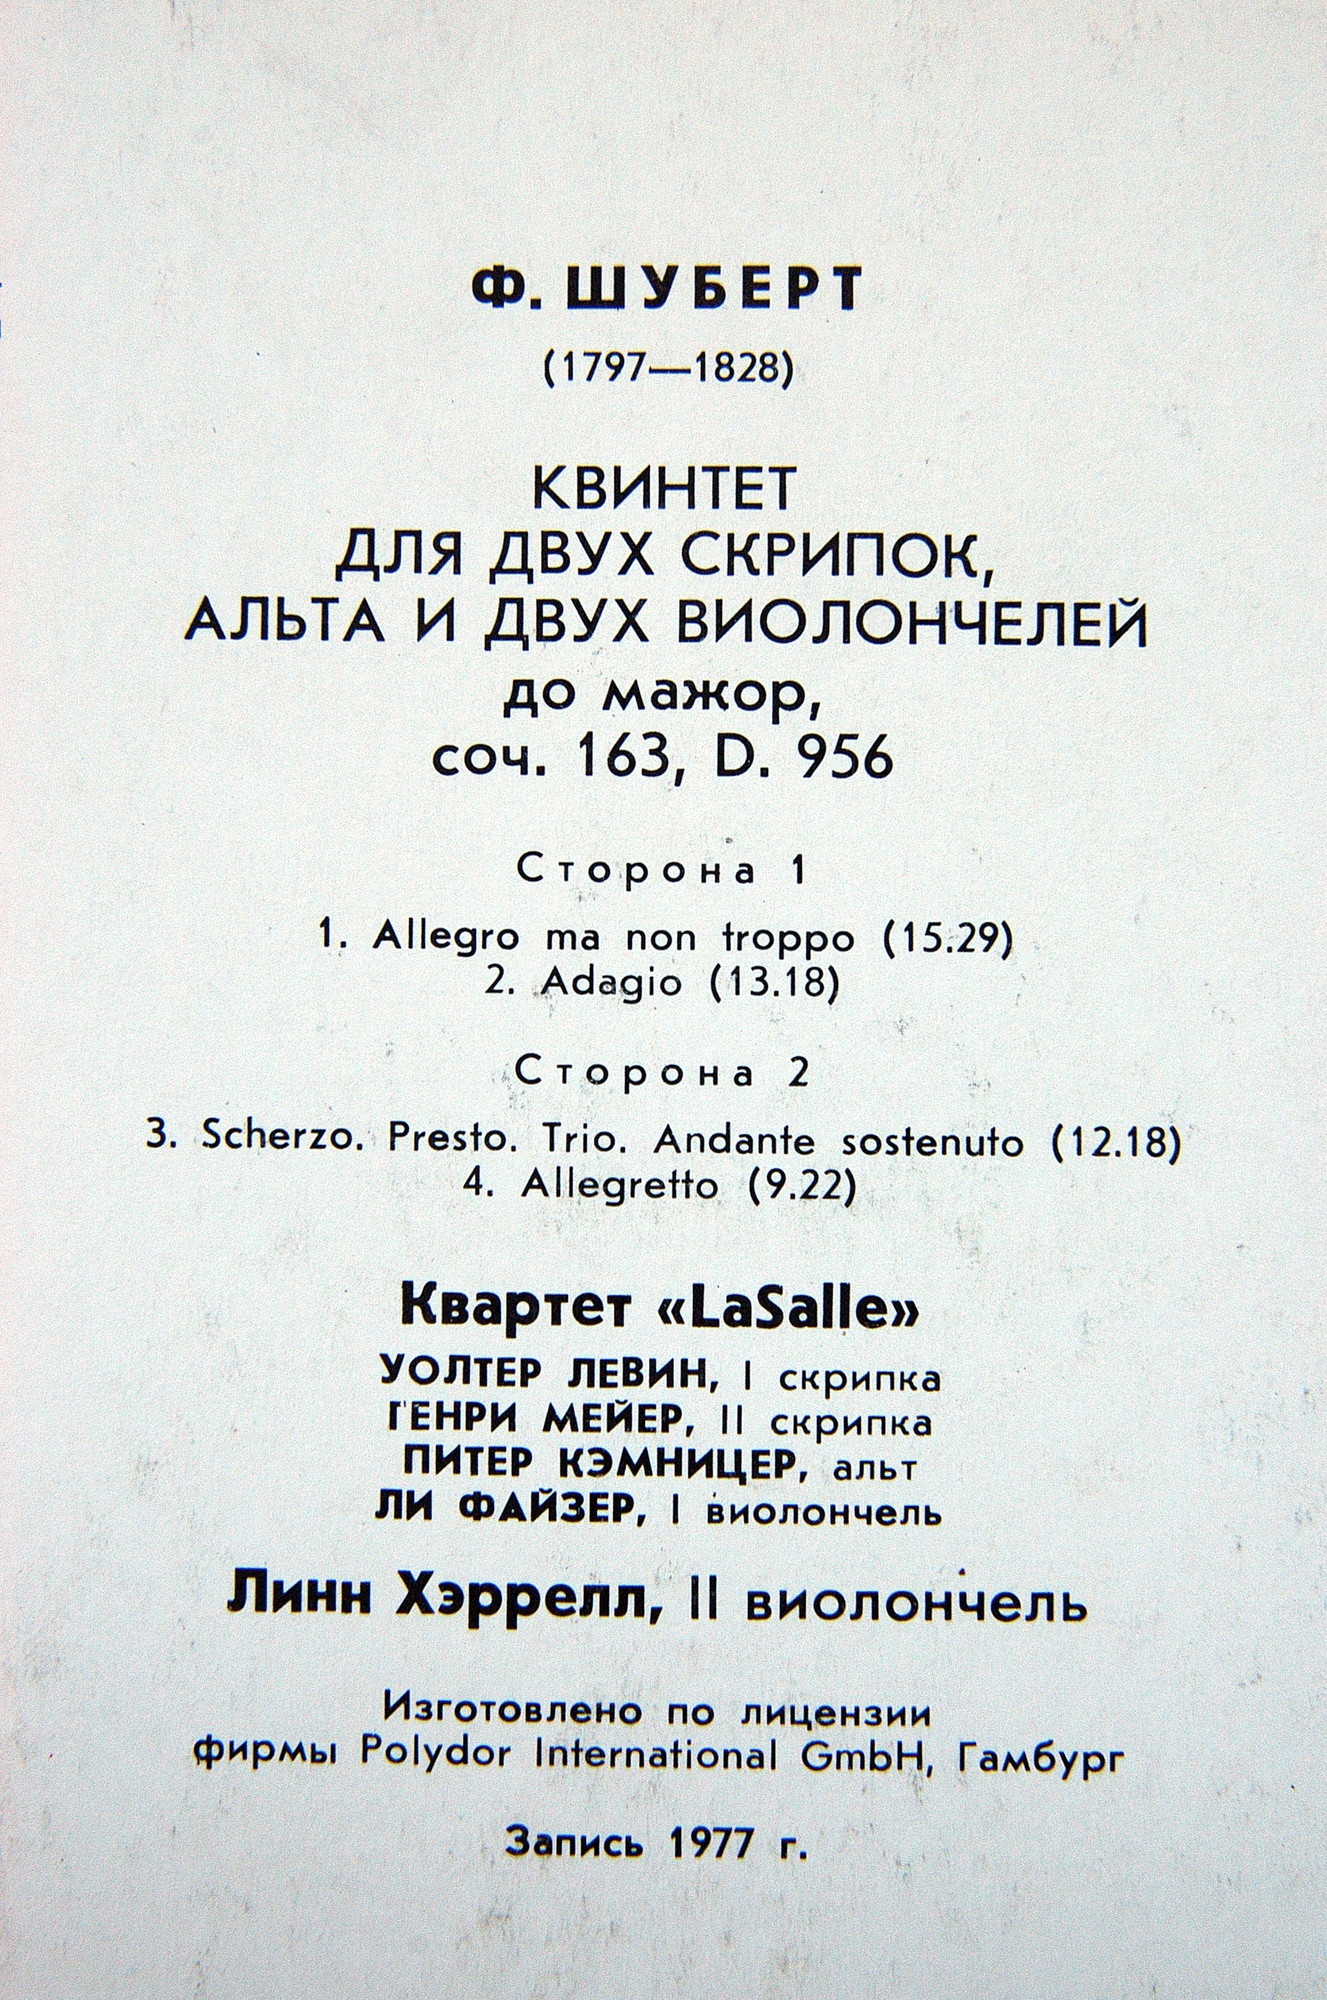 Ф. ШУБЕРТ
(1797—1828)
КВИНТЕТ
ДЛЯ ДВУХ СКРИПОК,
АЛЬТА И ДВУХ ВИОЛОНЧЕЛЕЙ
до мажор,
соч. 163, D. 956
Сторона 1
1. Allegro ma non troppo (15.29)
2. Adagio (13.18)
Сторона 2
3. Scherzo. Presto. Trio. Andante sostenuto (12.18)
4. Allegretto (9.22)
Квартет «LaSalle»
УОЛТЕР ЛЕВИН, I скрипка
ГЕНРИ МЕЙЕР, II скрипка
ПИТЕР КЭМНИЦЕР, альт
ЛИ ФАЙЗЕР, I виолончель
Линн Хэррелл, II виолончель
Изготовлено по лицензии
фирмы Polydor International GmbH, Гамбург
Запись 1977 г.